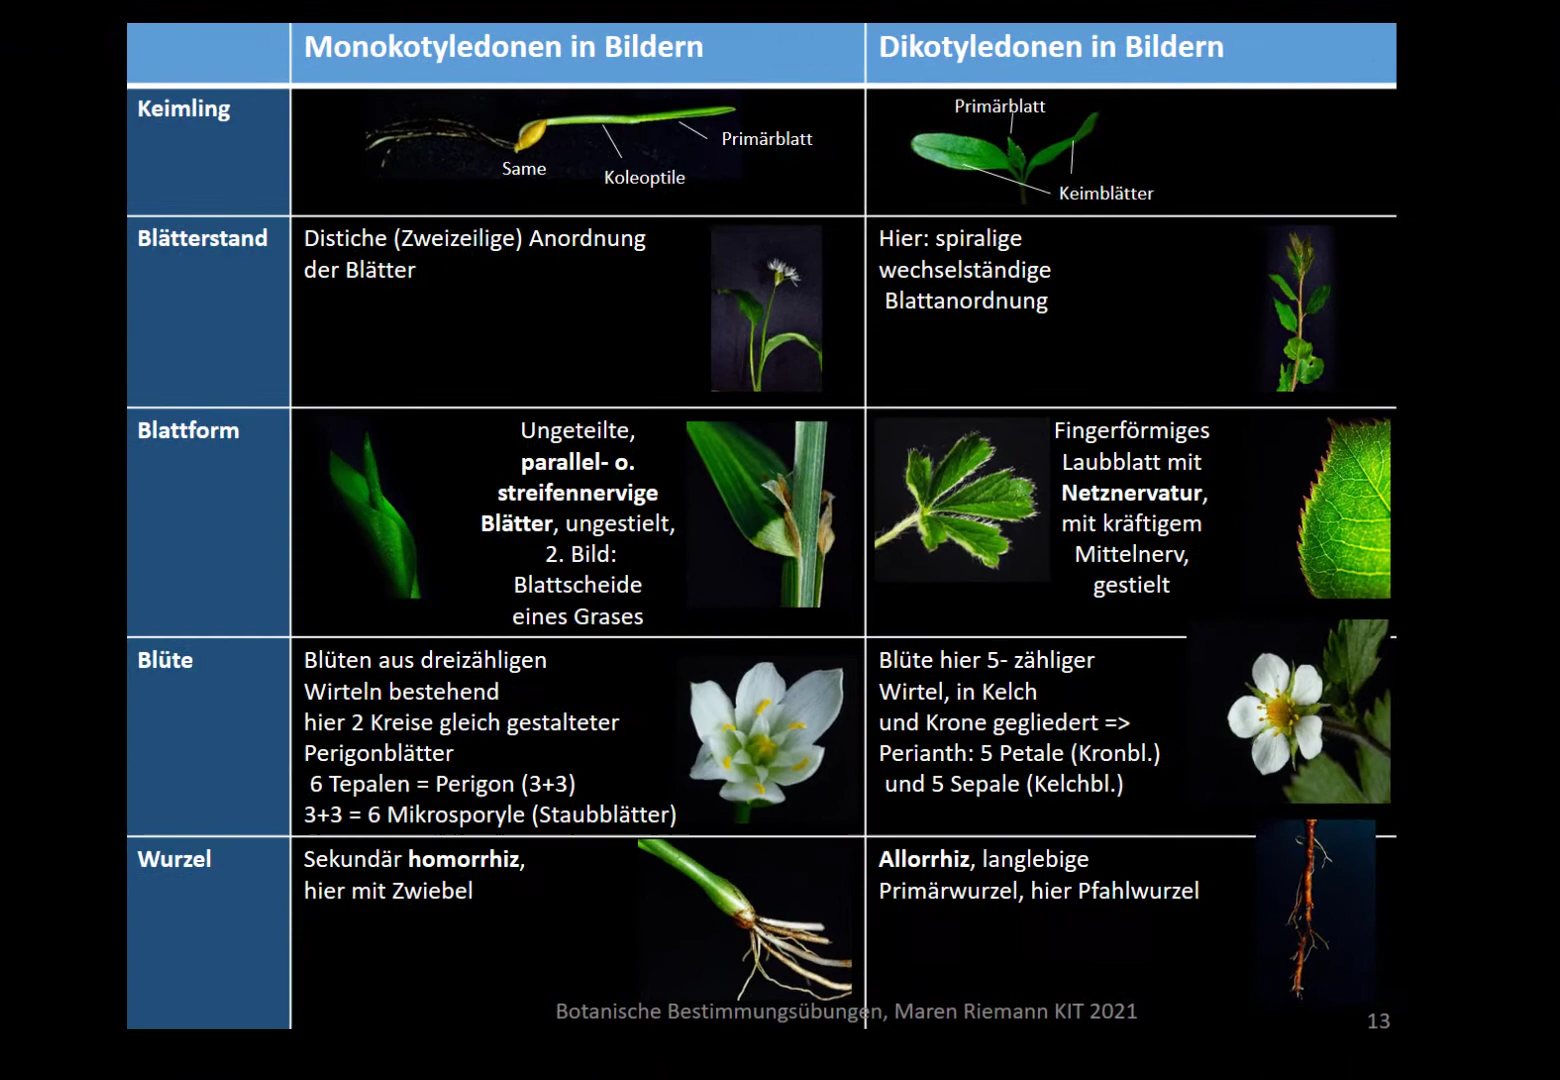 Monokotyledonen in Bildern
Dikotyledonen in Bildern
Keimling
Same
Koleoptile
Primärblatt
Primärblatt
Keimblätter
Blätterstand
Distiche (Zweizeilige) Anordnung
der Blätter
Hier: spiralige
wechselständige
Blattanordnung
Blattform
Ungeteilte,
parallel- o.
streifennervige
Blätter, ungestielt,
2. Bild:
Blattscheide
eines Grases
Fingerförmiges
Laubblatt mit
Netznervatur,
mit kräftigem
Mittelnerv,
gestielt
Blüte
Blüten aus dreizähligen
Wirteln bestehend
hier 2 Kreise gleich gestalteter
Perigonblätter
6 Tepalen = Perigon (3+3)
3+3 = 6 Mikrosporyle (Staubblätter)
Blüte hier 5- zähliger
Wirtel, in Kelch
und Krone gegliedert =>
Perianth: 5 Petale (Kronbl.)
und 5 Sepale (Kelchbl.)
Wurzel
Sekundär homorrhiz,
hier mit Zwiebel
Allorrhiz, langlebige
Primärwurzel, hier Pfahlwurzel
Botanische Bestimmungsübungen, Maren Riemann KIT 2021
13